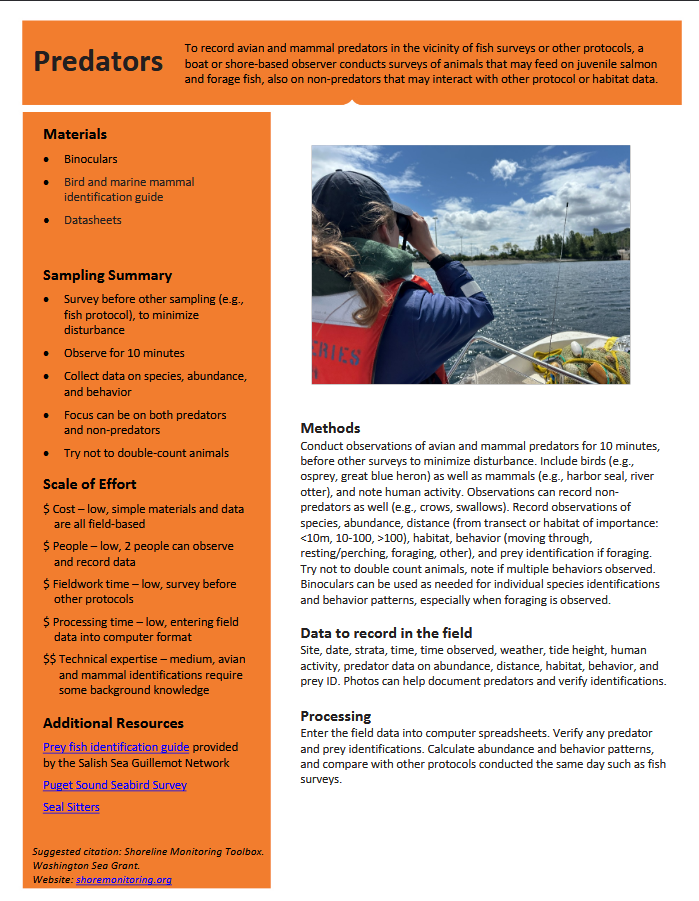 Predators
To record avian and mammal predators in the vicinity of fish surveys or other protocols, a
boat or shore-based observer conducts surveys of animals that may feed on juvenile salmon
and forage fish, also on non-predators that may interact with other protocol or habitat data.
Materials
• Binoculars
• Bird and marine mammal
identification guide
• Datasheets
Sampling Summary
• Survey before other sampling (e.g.,
fish protocol), to minimize
disturbance
• Observe for 10 minutes
• Collect data on species, abundance,
and behavior
• Focus can be on both predators
and non-predators
• Try not to double-count animals
Scale of Effort
$ Cost – low, simple materials and data
are all field-based
$ People – low, 2 people can observe
and record data
$ Fieldwork time – low, survey before
other protocols
$ Processing time – low, entering field
data into computer format
$$ Technical expertise – medium, avian
and mammal identifications require
some background knowledge
Additional Resources
Prey fish identification guide provided
by the Salish Sea Guillemot Network
Puget Sound Seabird Survey
Seal Sitters
Suggested citation: Shoreline Monitoring Toolbox.
Washington Sea Grant.
Website: shoremonitoring.org
ERIES
Methods
Conduct observations of avian and mammal predators for 10 minutes,
before other surveys to minimize disturbance. Include birds (e.g.,
osprey, great blue heron) as well as mammals (e.g., harbor seal, river
otter), and note human activity. Observations can record non-
predators as well (e.g., crows, swallows). Record observations of
species, abundance, distance (from transect or habitat of importance:
<10m, 10-100, >100), habitat, behavior (moving through,
resting/perching, foraging, other), and prey identification if foraging.
Try not to double count animals, note if multiple behaviors observed.
Binoculars can be used as needed for individual species identifications
and behavior patterns, especially when foraging is observed.
Data to record in the field
Site, date, strata, time, time observed, weather, tide height, human
activity, predator data on abundance, distance, habitat, behavior, and
prey ID. Photos can help document predators and verify identifications.
Processing
Enter the field data into computer spreadsheets. Verify any predator
and prey identifications. Calculate abundance and behavior patterns,
and compare with other protocols conducted the same day such as fish
surveys.